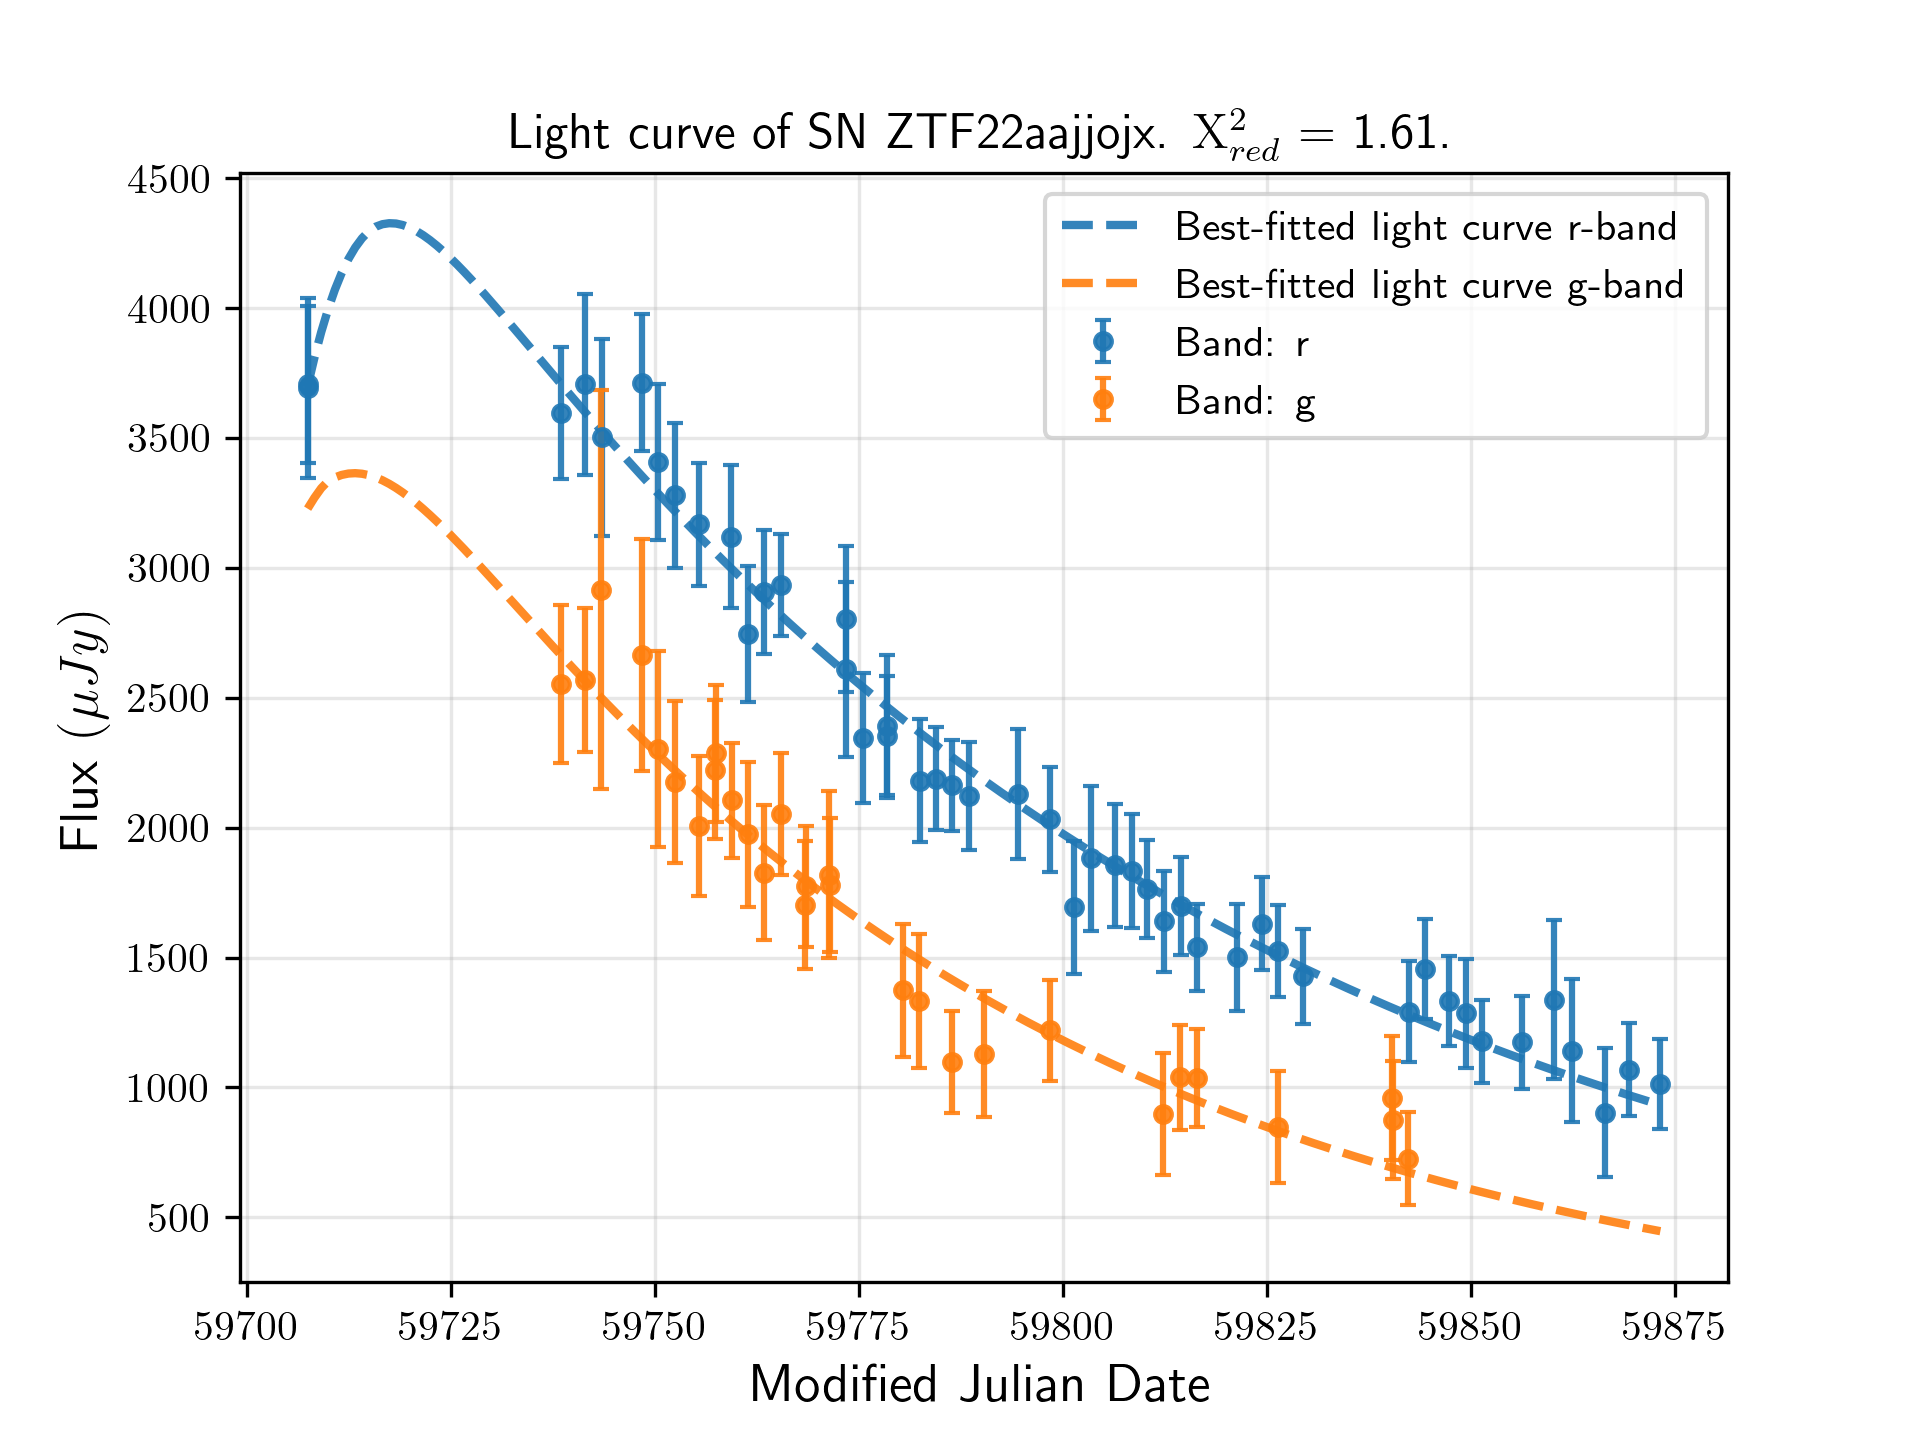 Light curve of SN ZTF22aajjojx. X²_red = 1.61.
Best-fitted light curve r-band
Best-fitted light curve g-band
Band: r
Band: g
Flux (μJy)
4500
4000
3500
3000
2500
2000
1500
1000
500
59700 59725 59750 59775 59800 59825 59850 59875
Modified Julian Date